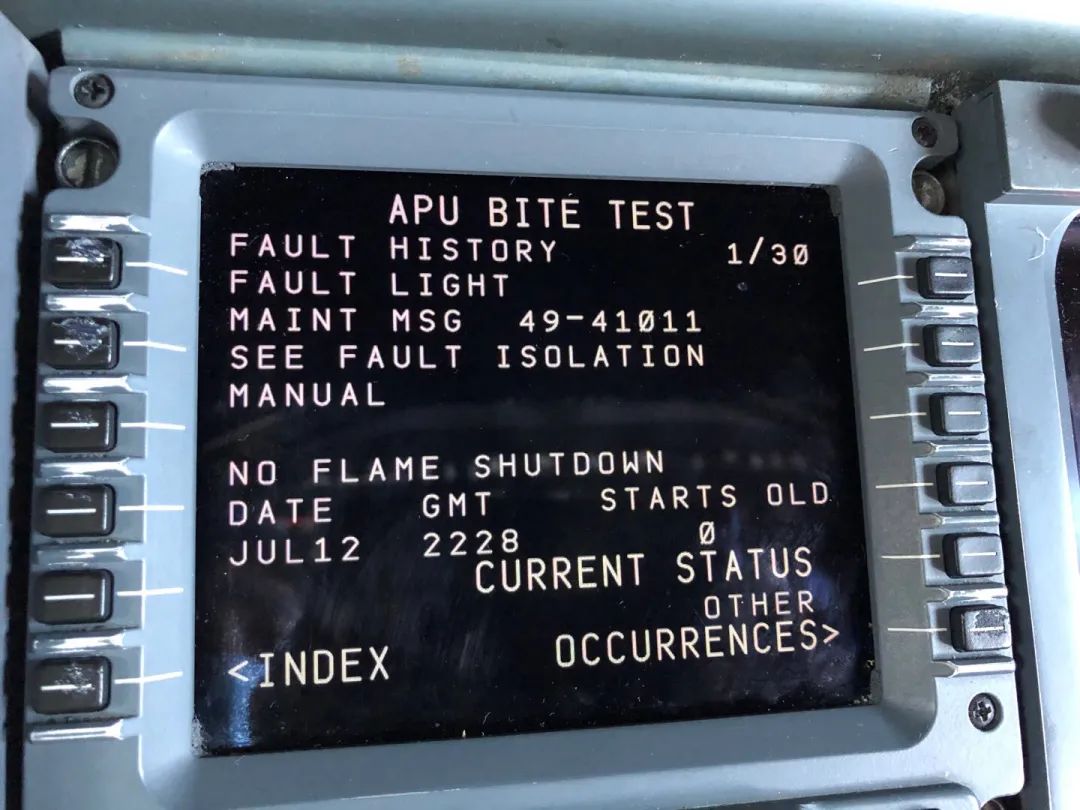 APU BITE TEST
FAULT HISTORY 1/30
FAULT LIGHT
MAINT MSG 49-41011
SEE FAULT ISOLATION
MANUAL
NO FLAME SHUTDOWN
DATE GMT STARTS OLD
JUL12 2228 0
CURRENT STATUS
OTHER
<INDEX OCCURRENCES>